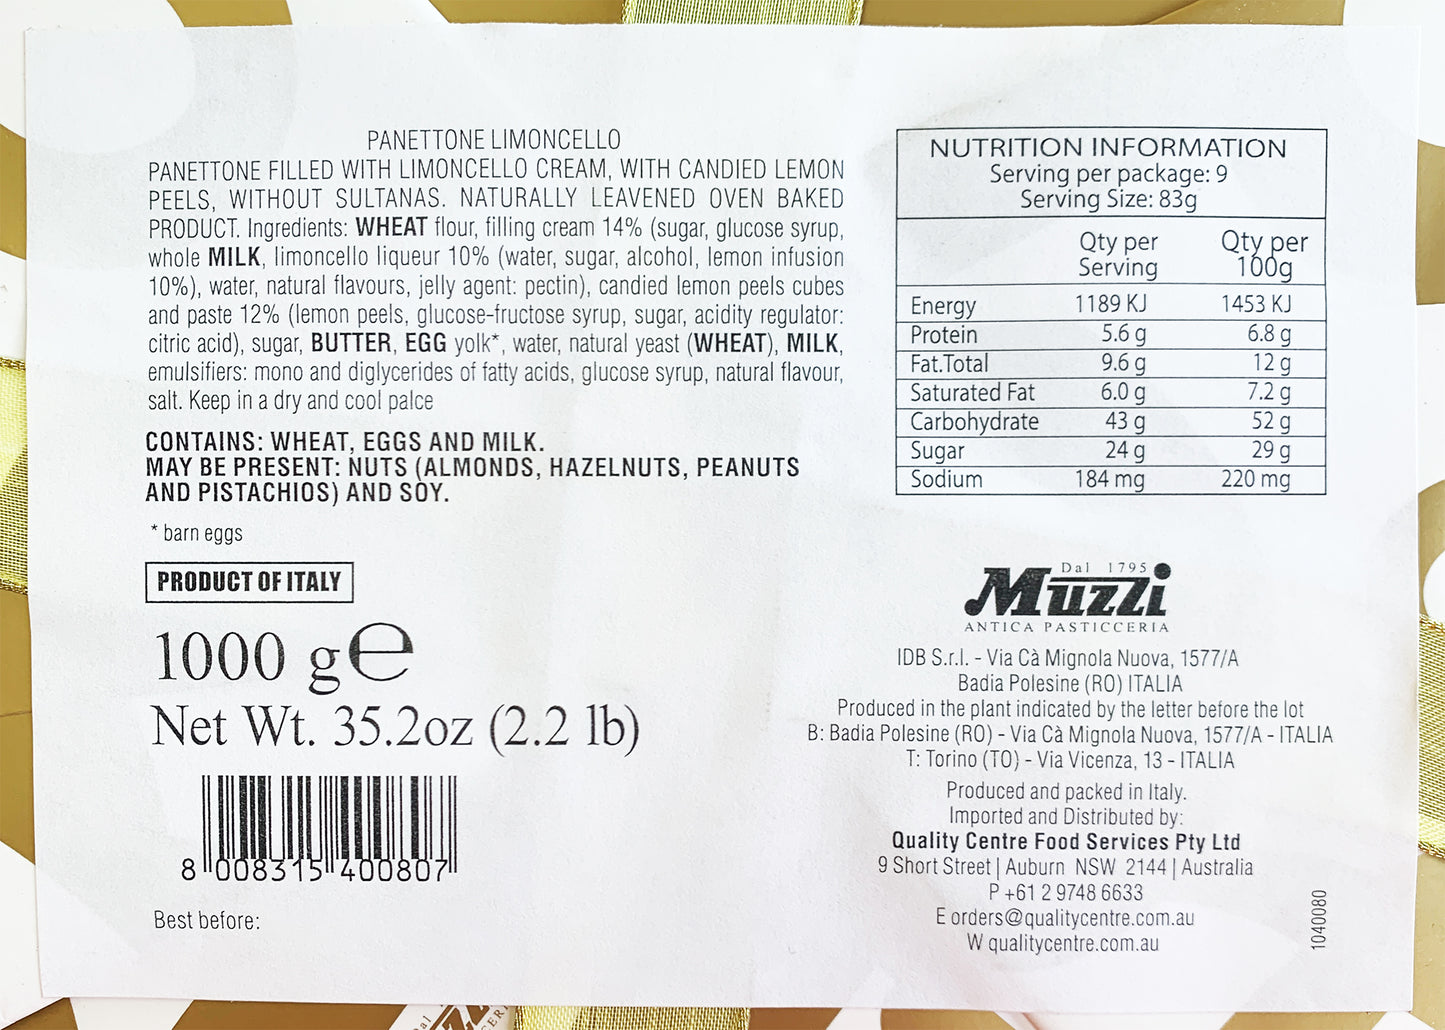 PANETTONE LIMONCELLO
PANETTONE FILLED WITH LIMONCELLO CREAM, WITH CANDIED LEMON
PEELS, WITHOUT SULTANAS. NATURALLY LEAVENED OVEN BAKED
PRODUCT. Ingredients: WHEAT flour, filling cream 14% (sugar, glucose syrup,
whole MILK, limoncello liqueur 10% (water, sugar, alcohol, lemon infusion
10%), water, natural flavours, jelly agent: pectin), candied lemon peels cubes
and paste 12% (lemon peels, glucose-fructose syrup, sugar, acidity regulator:
citric acid), sugar, BUTTER, EGG yolk*, water, natural yeast (WHEAT), MILK,
emulsifiers: mono and diglycerides of fatty acids, glucose syrup, natural flavour,
salt. Keep in a dry and cool palce
CONTAINS: WHEAT, EGGS AND MILK.
MAY BE PRESENT: NUTS (ALMONDS, HAZELNUTS, PEANUTS
AND PISTACHIOS) AND SOY.
* barn eggs
PRODUCT OF ITALY
1000 g e
Net Wt. 35.2oz (2.2 lb)
8 008315 400807
Best before:
NUTRITION INFORMATION
Serving per package: 9
Serving Size: 83g
Qty per Serving Qty per 100g
Energy 1189 KJ 1453 KJ
Protein 5.6 g 6.8 g
Fat.Total 9.6 g 12 g
Saturated Fat 6.0 g 7.2 g
Carbohydrate 43 g 52 g
Sugar 24 g 29 g
Sodium 184 mg 220 mg
Dal 1795
Muzzi
ANTICA PASTICCERIA
IDB S.r.l. - Via Cà Mignola Nuova, 1577/A
Badia Polesine (RO) ITALIA
Produced in the plant indicated by the letter before the lot
B: Badia Polesine (RO) - Via Cà Mignola Nuova, 1577/A - ITALIA
T: Torino (TO) - Via Vicenza, 13 - ITALIA
Produced and packed in Italy.
Imported and Distributed by:
Quality Centre Food Services Pty Ltd
9 Short Street | Auburn NSW 2144 | Australia
P +61 2 9748 6633
E orders@qualitycentre.com.au
W qualitycentre.com.au
1040080